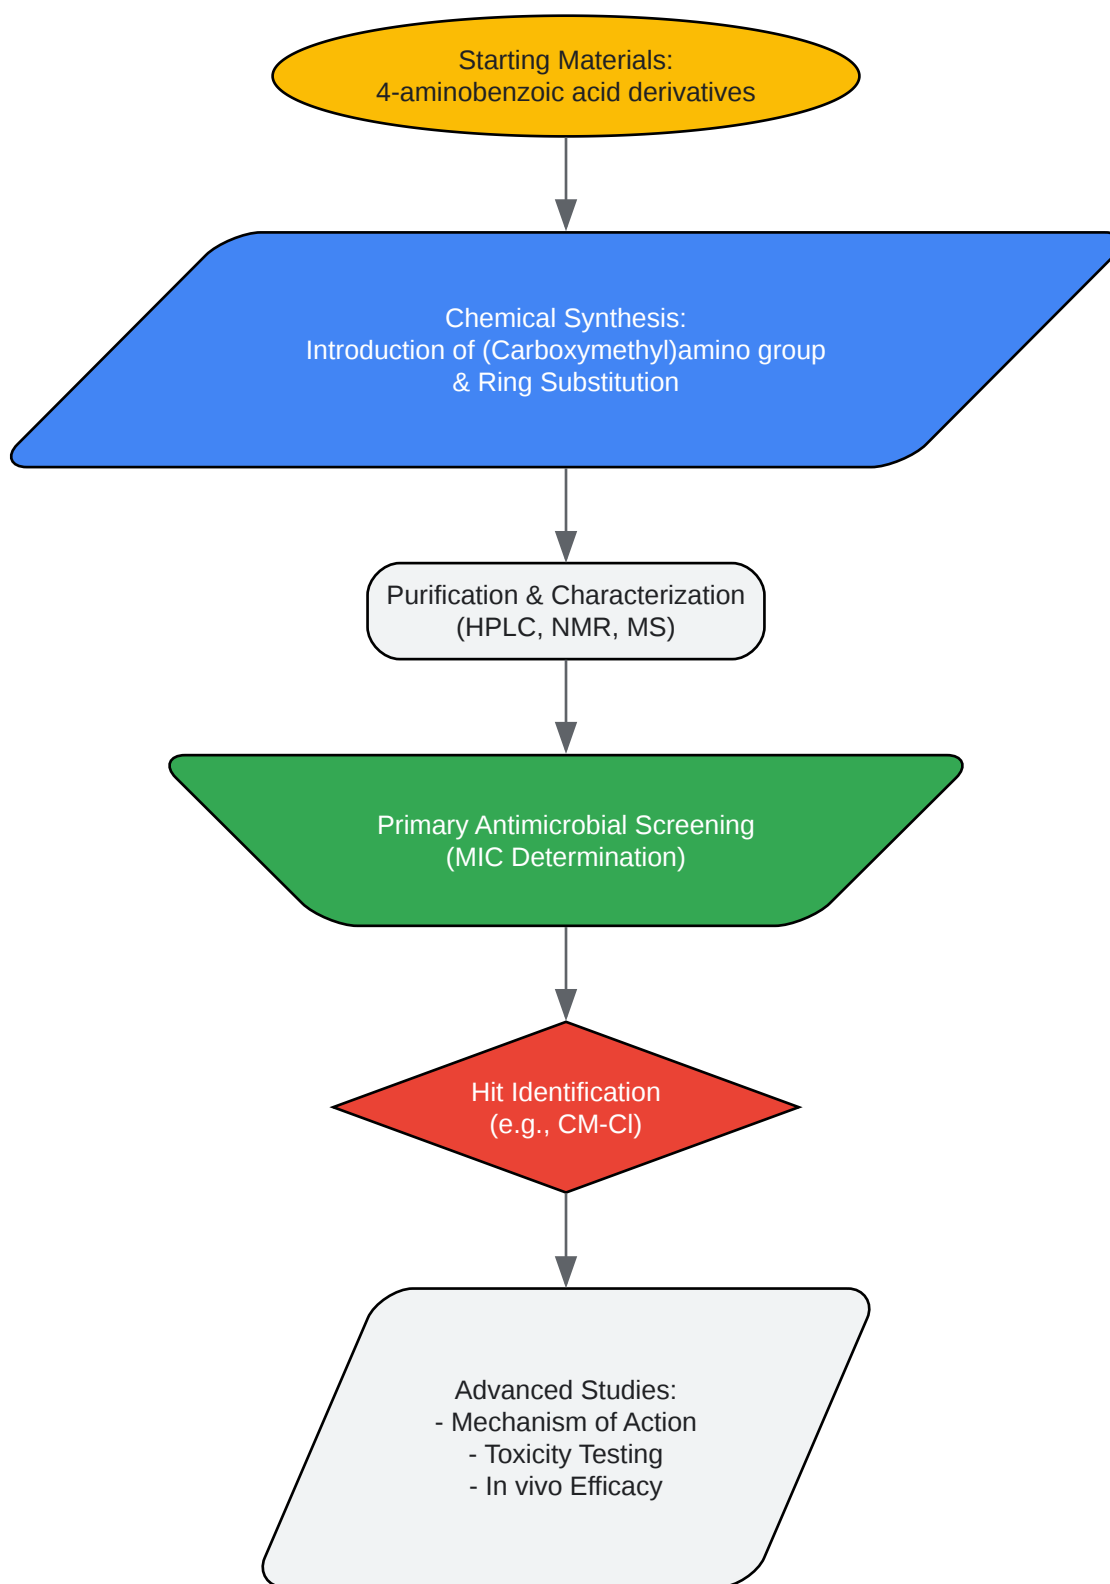 Starting Materials:
4-aminobenzoic acid derivatives
Chemical Synthesis:
Introduction of (Carboxymethyl)amino group
& Ring Substitution
Purification & Characterization
(HPLC, NMR, MS)
Primary Antimicrobial Screening
(MIC Determination)
Hit Identification
(e.g., CM-Cl)
Advanced Studies:
- Mechanism of Action
- Toxicity Testing
- In vivo Efficacy